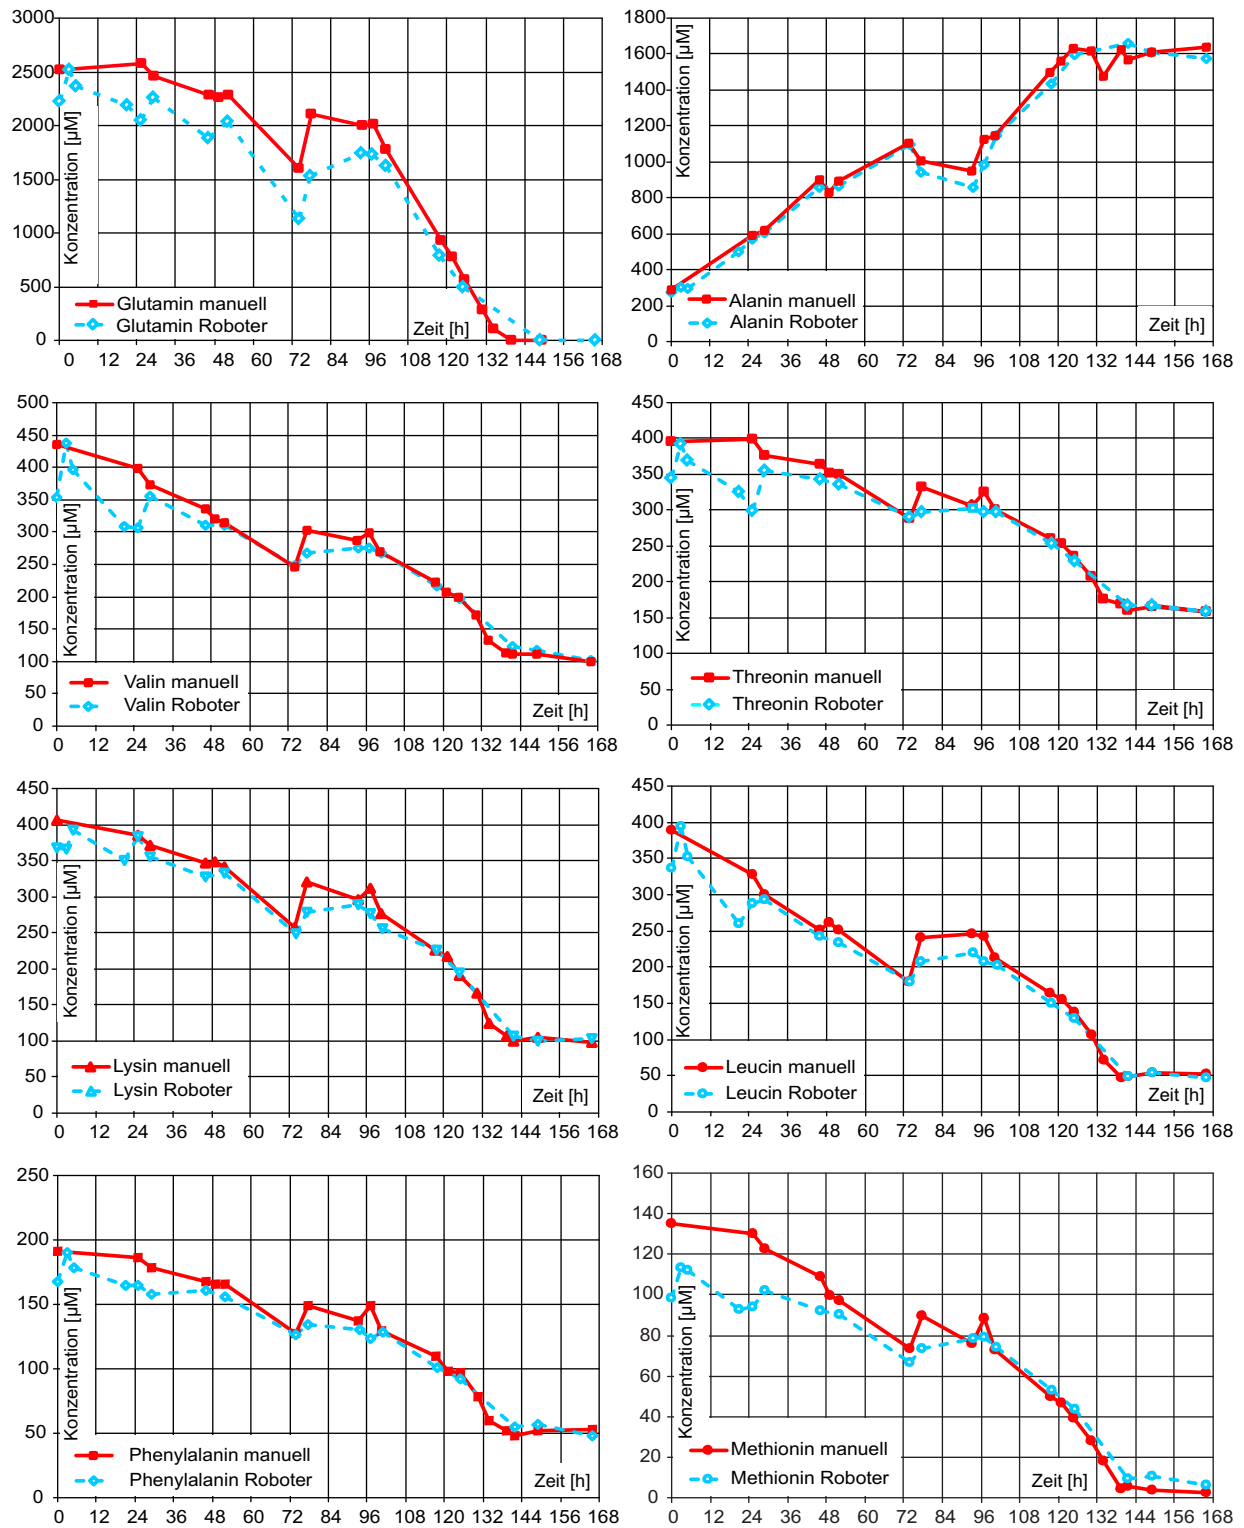 3000
2500
2000
1500
1000
500
0
Konzentration [µM]
Glutamin manuell
Glutamin Roboter
Zeit [h]
0 12 24 36 48 60 72 84 96 108 120 132 144 156 168
1800
1600
1400
1200
1000
800
600
400
200
0
Konzentration [µM]
Alanin manuell
Alanin Roboter
Zeit [h]
0 12 24 36 48 60 72 84 96 108 120 132 144 156 168
500
450
400
350
300
250
200
150
100
50
0
Konzentration [µM]
Valin manuell
Valin Roboter
Zeit [h]
0 12 24 36 48 60 72 84 96 108 120 132 144 156 168
450
400
350
300
250
200
150
100
50
0
Konzentration [µM]
Threonin manuell
Threonin Roboter
Zeit [h]
0 12 24 36 48 60 72 84 96 108 120 132 144 156 168
450
400
350
300
250
200
150
100
50
0
Konzentration [µM]
Lysin manuell
Lysin Roboter
Zeit [h]
0 12 24 36 48 60 72 84 96 108 120 132 144 156 168
450
400
350
300
250
200
150
100
50
0
Konzentration [µM]
Leucin manuell
Leucin Roboter
Zeit [h]
0 12 24 36 48 60 72 84 96 108 120 132 144 156 168
250
200
150
100
50
0
Konzentration [µM]
Phenylalanin manuell
Phenylalanin Roboter
Zeit [h]
0 12 24 36 48 60 72 84 96 108 120 132 144 156 168
160
140
120
100
80
60
40
20
0
Konzentration [µM]
Methionin manuell
Methionin Roboter
Zeit [h]
0 12 24 36 48 60 72 84 96 108 120 132 144 156 168